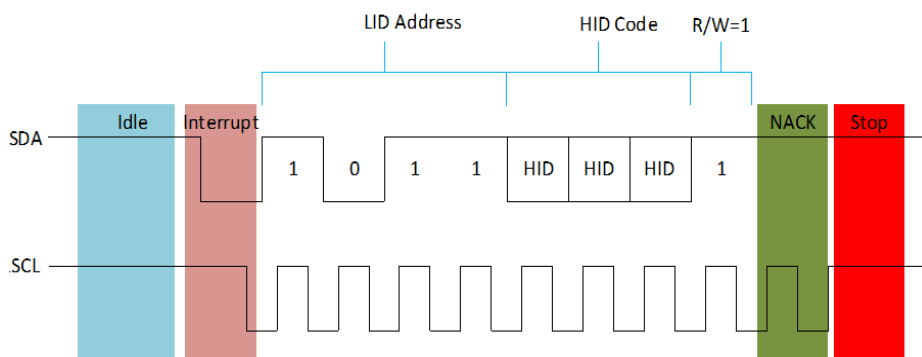 LID Address HID Code R/W=1
Idle Interrupt NACK Stop
SDA
1 0 1 1 HID HID HID 1
SCL